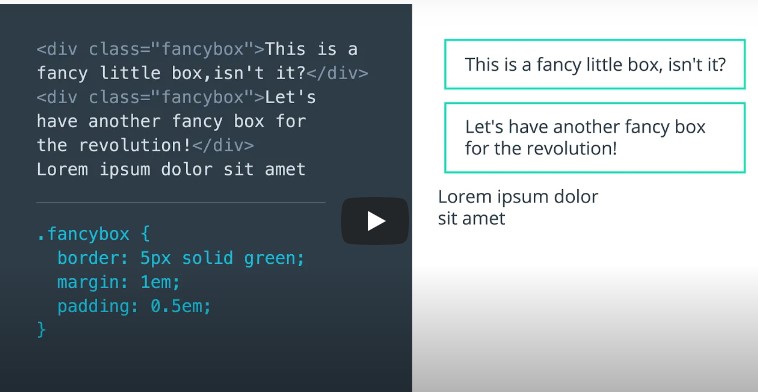 <div class="fancybox">This is a
fancy little box,isn't it?</div>
<div class="fancybox">Let's
have another fancy box for
the revolution!</div>
Lorem ipsum dolor sit amet
.fancybox {
border: 5px solid green;
margin: 1em;
padding: 0.5em;
}
This is a fancy little box, isn't it?
Let's have another fancy box
for the revolution!
Lorem ipsum dolor
sit amet